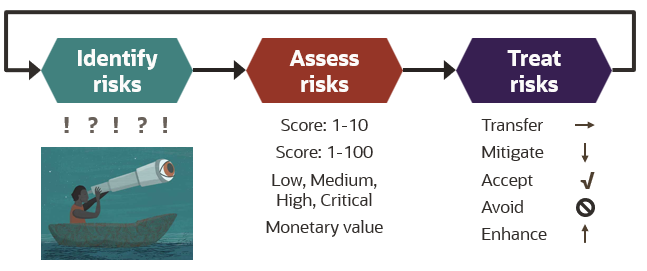 Identify
risks
Assess
risks
Treat
risks
! ? ! ? !
Score: 1-10
Score: 1-100
Low, Medium,
High, Critical
Monetary value
Transfer →
Mitigate ↓
Accept √
Avoid 🛇
Enhance ↑